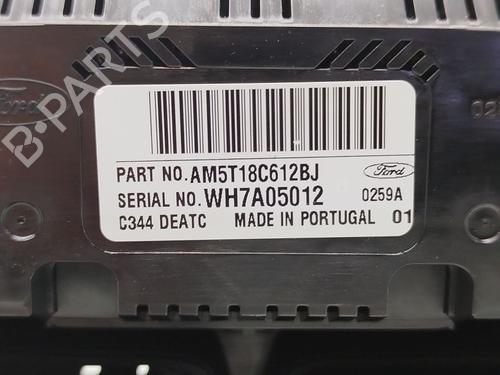 B-PARTS
Ford
PART NO.AM5T18C612BJ
Ford
SERIAL NO.WH7A05012
0259A
C344 DEATC MADE IN PORTUGAL 01